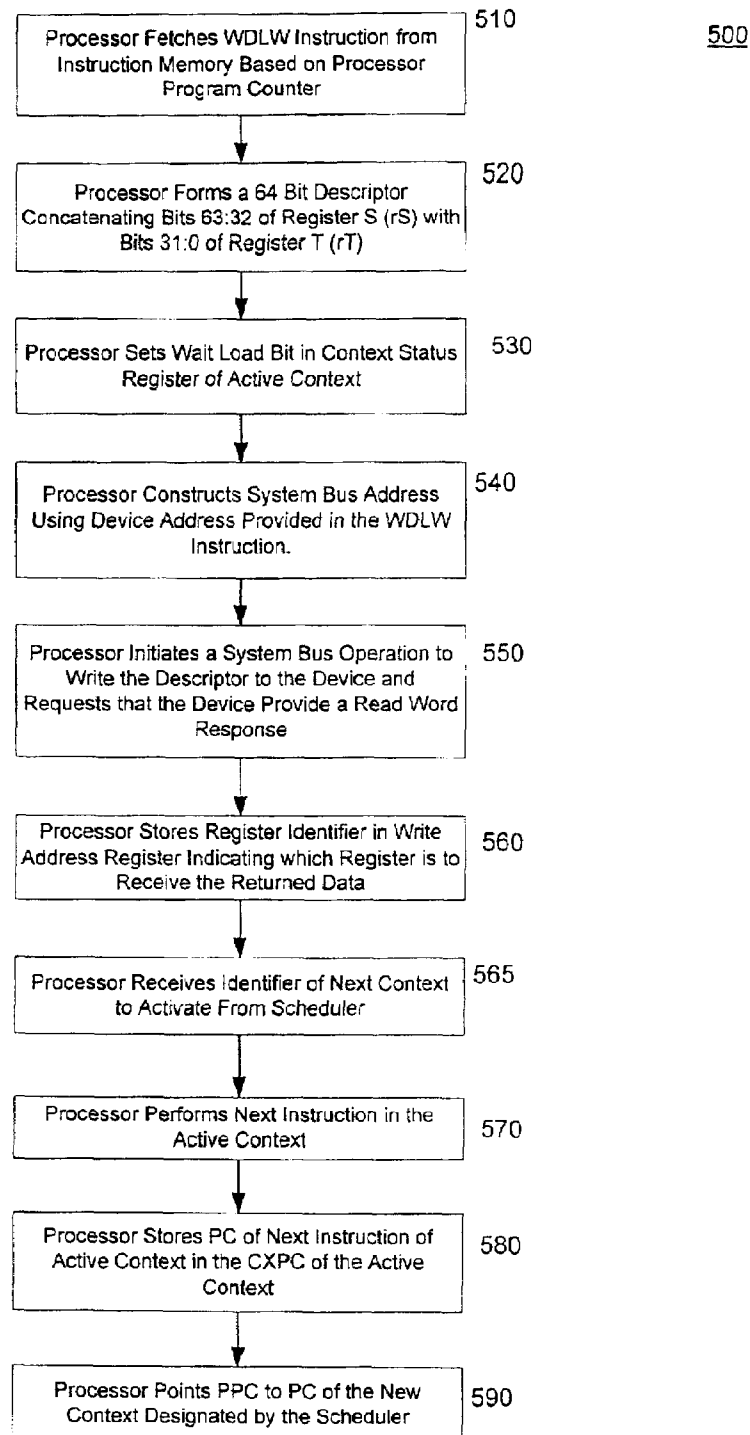 500
510
Processor Fetches WDLW Instruction from
Instruction Memory Based on Processor
Program Counter
520
Processor Forms a 64 Bit Descriptor
Concatenating Bits 63:32 of Register S (rS) with
Bits 31:0 of Register T (rT)
530
Processor Sets Wait Load Bit in Context Status
Register of Active Context
540
Processor Constructs System Bus Address
Using Device Address Provided in the WDLW
Instruction.
550
Processor Initiates a System Bus Operation to
Write the Descriptor to the Device and
Requests that the Device Provide a Read Word
Response
560
Processor Stores Register Identifier in Write
Address Register Indicating which Register is to
Receive the Returned Data
565
Processor Receives Identifier of Next Context
to Activate From Scheduler
570
Processor Performs Next Instruction in the
Active Context
580
Processor Stores PC of Next Instruction of
Active Context in the CXPC of the Active
Context
590
Processor Points PPC to PC of the New
Context Designated by the Scheduler